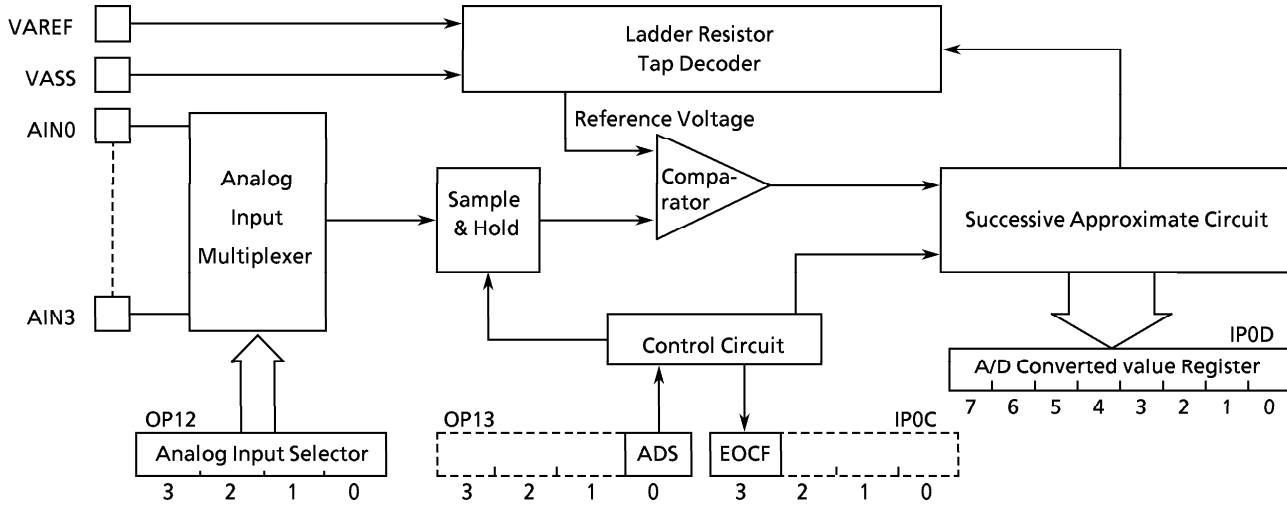 VAREF
VASS
AIN0
AIN3
Ladder Resistor
Tap Decoder
Reference Voltage
Analog
Input
Multiplexer
Sample
& Hold
Compa-
rator
Successive Approximate Circuit
Control Circuit
IP0D
A/D Converted value Register
7 6 5 4 3 2 1 0
OP12
Analog Input Selector
3 2 1 0
OP13
ADS
3 2 1 0
IP0C
EOCF
3 2 1 0